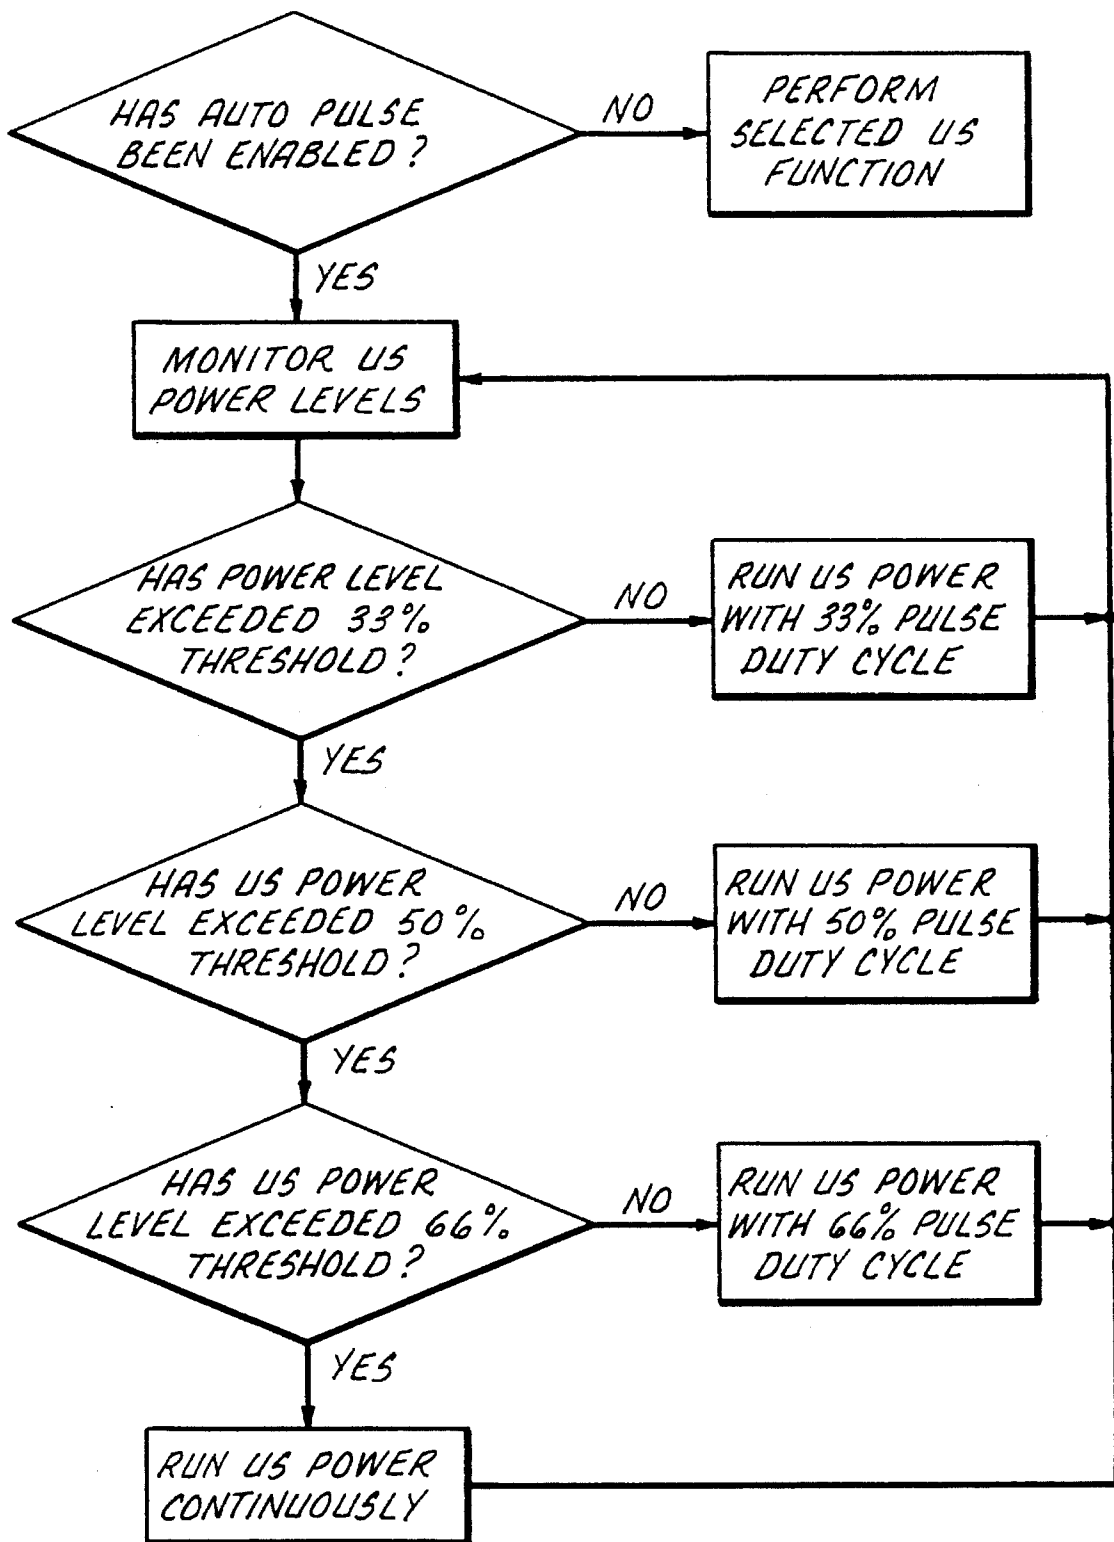 HAS AUTO PULSE
BEEN ENABLED?
NO
PERFORM
SELECTED US
FUNCTION
YES
MONITOR US
POWER LEVELS
HAS POWER LEVEL
EXCEEDED 33%
THRESHOLD?
NO
RUN US POWER
WITH 33% PULSE
DUTY CYCLE
YES
HAS US POWER
LEVEL EXCEEDED 50%
THRESHOLD?
NO
RUN US POWER
WITH 50% PULSE
DUTY CYCLE
YES
HAS US POWER
LEVEL EXCEEDED 66%
THRESHOLD?
NO
RUN US POWER
WITH 66% PULSE
DUTY CYCLE
YES
RUN US POWER
CONTINUOUSLY